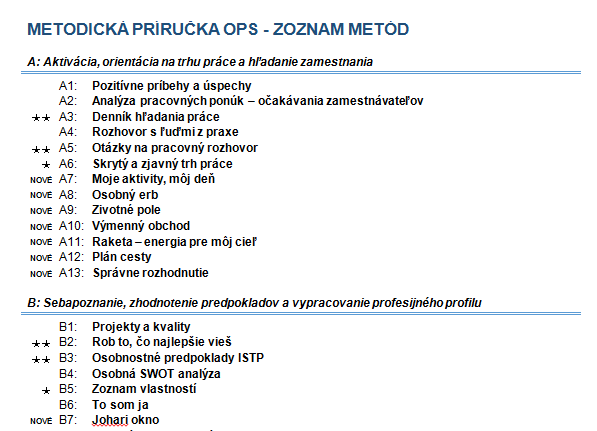 METODICKÁ PRÍRUČKA OPS - ZOZNAM METÓD
A: Aktivácia, orientácia na trhu práce a hľadanie zamestnania
A1: Pozitívne príbehy a úspechy
A2: Analýza pracovných ponúk – očakávania zamestnávateľov
★★ A3: Denník hľadania práce
A4: Rozhovor s ľuďmi z praxe
★★ A5: Otázky na pracovný rozhovor
★ A6: Skrytý a zjavný trh práce
NOVÉ A7: Moje aktivity, môj deň
NOVÉ A8: Osobný erb
NOVÉ A9: Zivotné pole
NOVÉ A10: Výmenný obchod
NOVÉ A11: Raketa – energia pre môj cieľ
NOVÉ A12: Plán cesty
NOVÉ A13: Správne rozhodnutie
B: Sebapoznanie, zhodnotenie predpokladov a vypracovanie profesijného profilu
B1: Projekty a kvality
★★ B2: Rob to, čo najlepšie vieš
★★ B3: Osobnostné predpoklady ISTP
B4: Osobná SWOT analýza
★ B5: Zoznam vlastností
B6: To som ja
NOVÉ B7: Johari okno